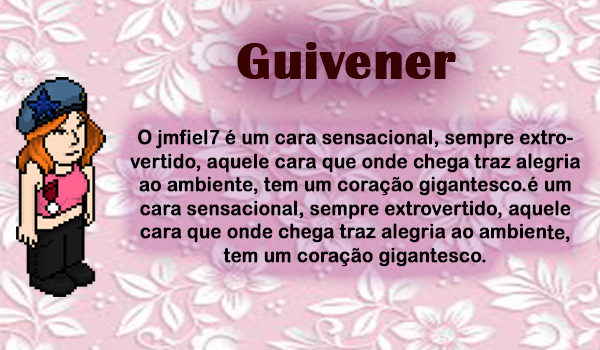 Guivener
O jmfiel7 é um cara sensacional, sempre extro-
vertido, aquele cara que onde chega traz alegria
ao ambiente, tem um coração gigantesco.é um
cara sensacional, sempre extrovertido, aquele
cara que onde chega traz alegria ao ambiente,
tem um coração gigantesco.